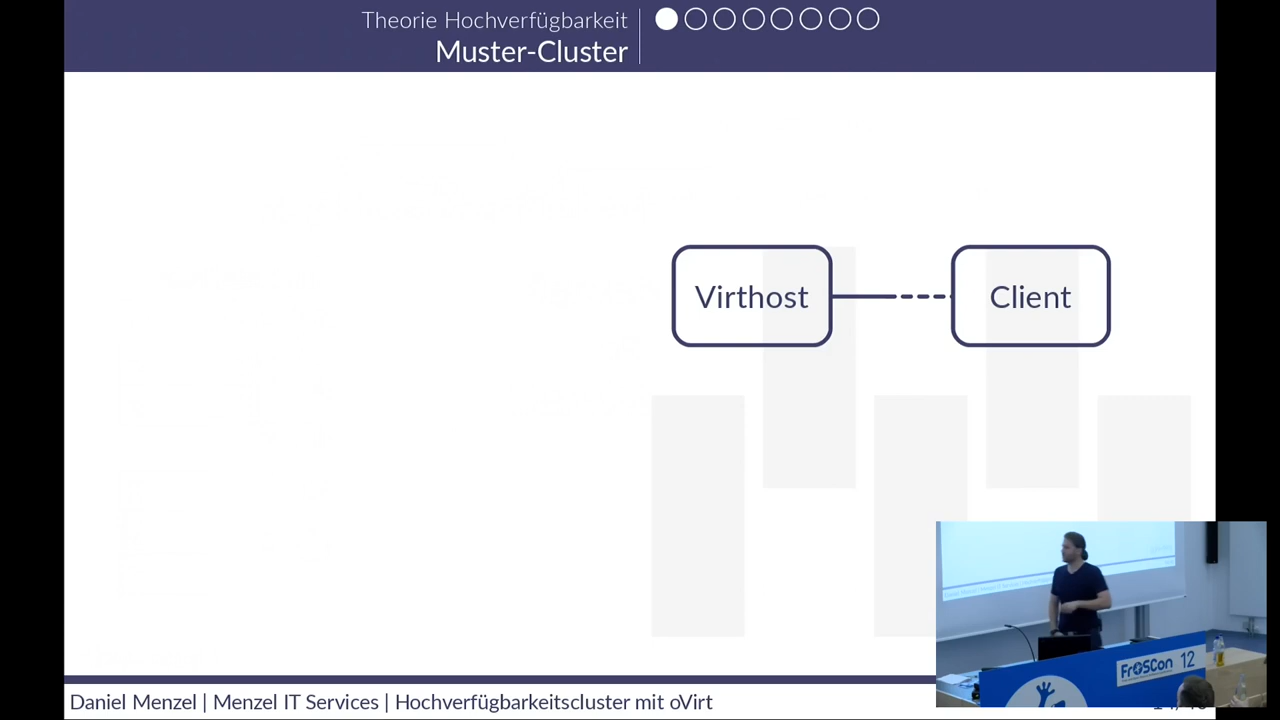 Theorie Hochverfügbarkeit
Muster-Cluster
Virthost
Client
FrOSCon 12
Daniel Menzel | Menzel IT Services | Hochverfügbarkeitscluster mit oVirt